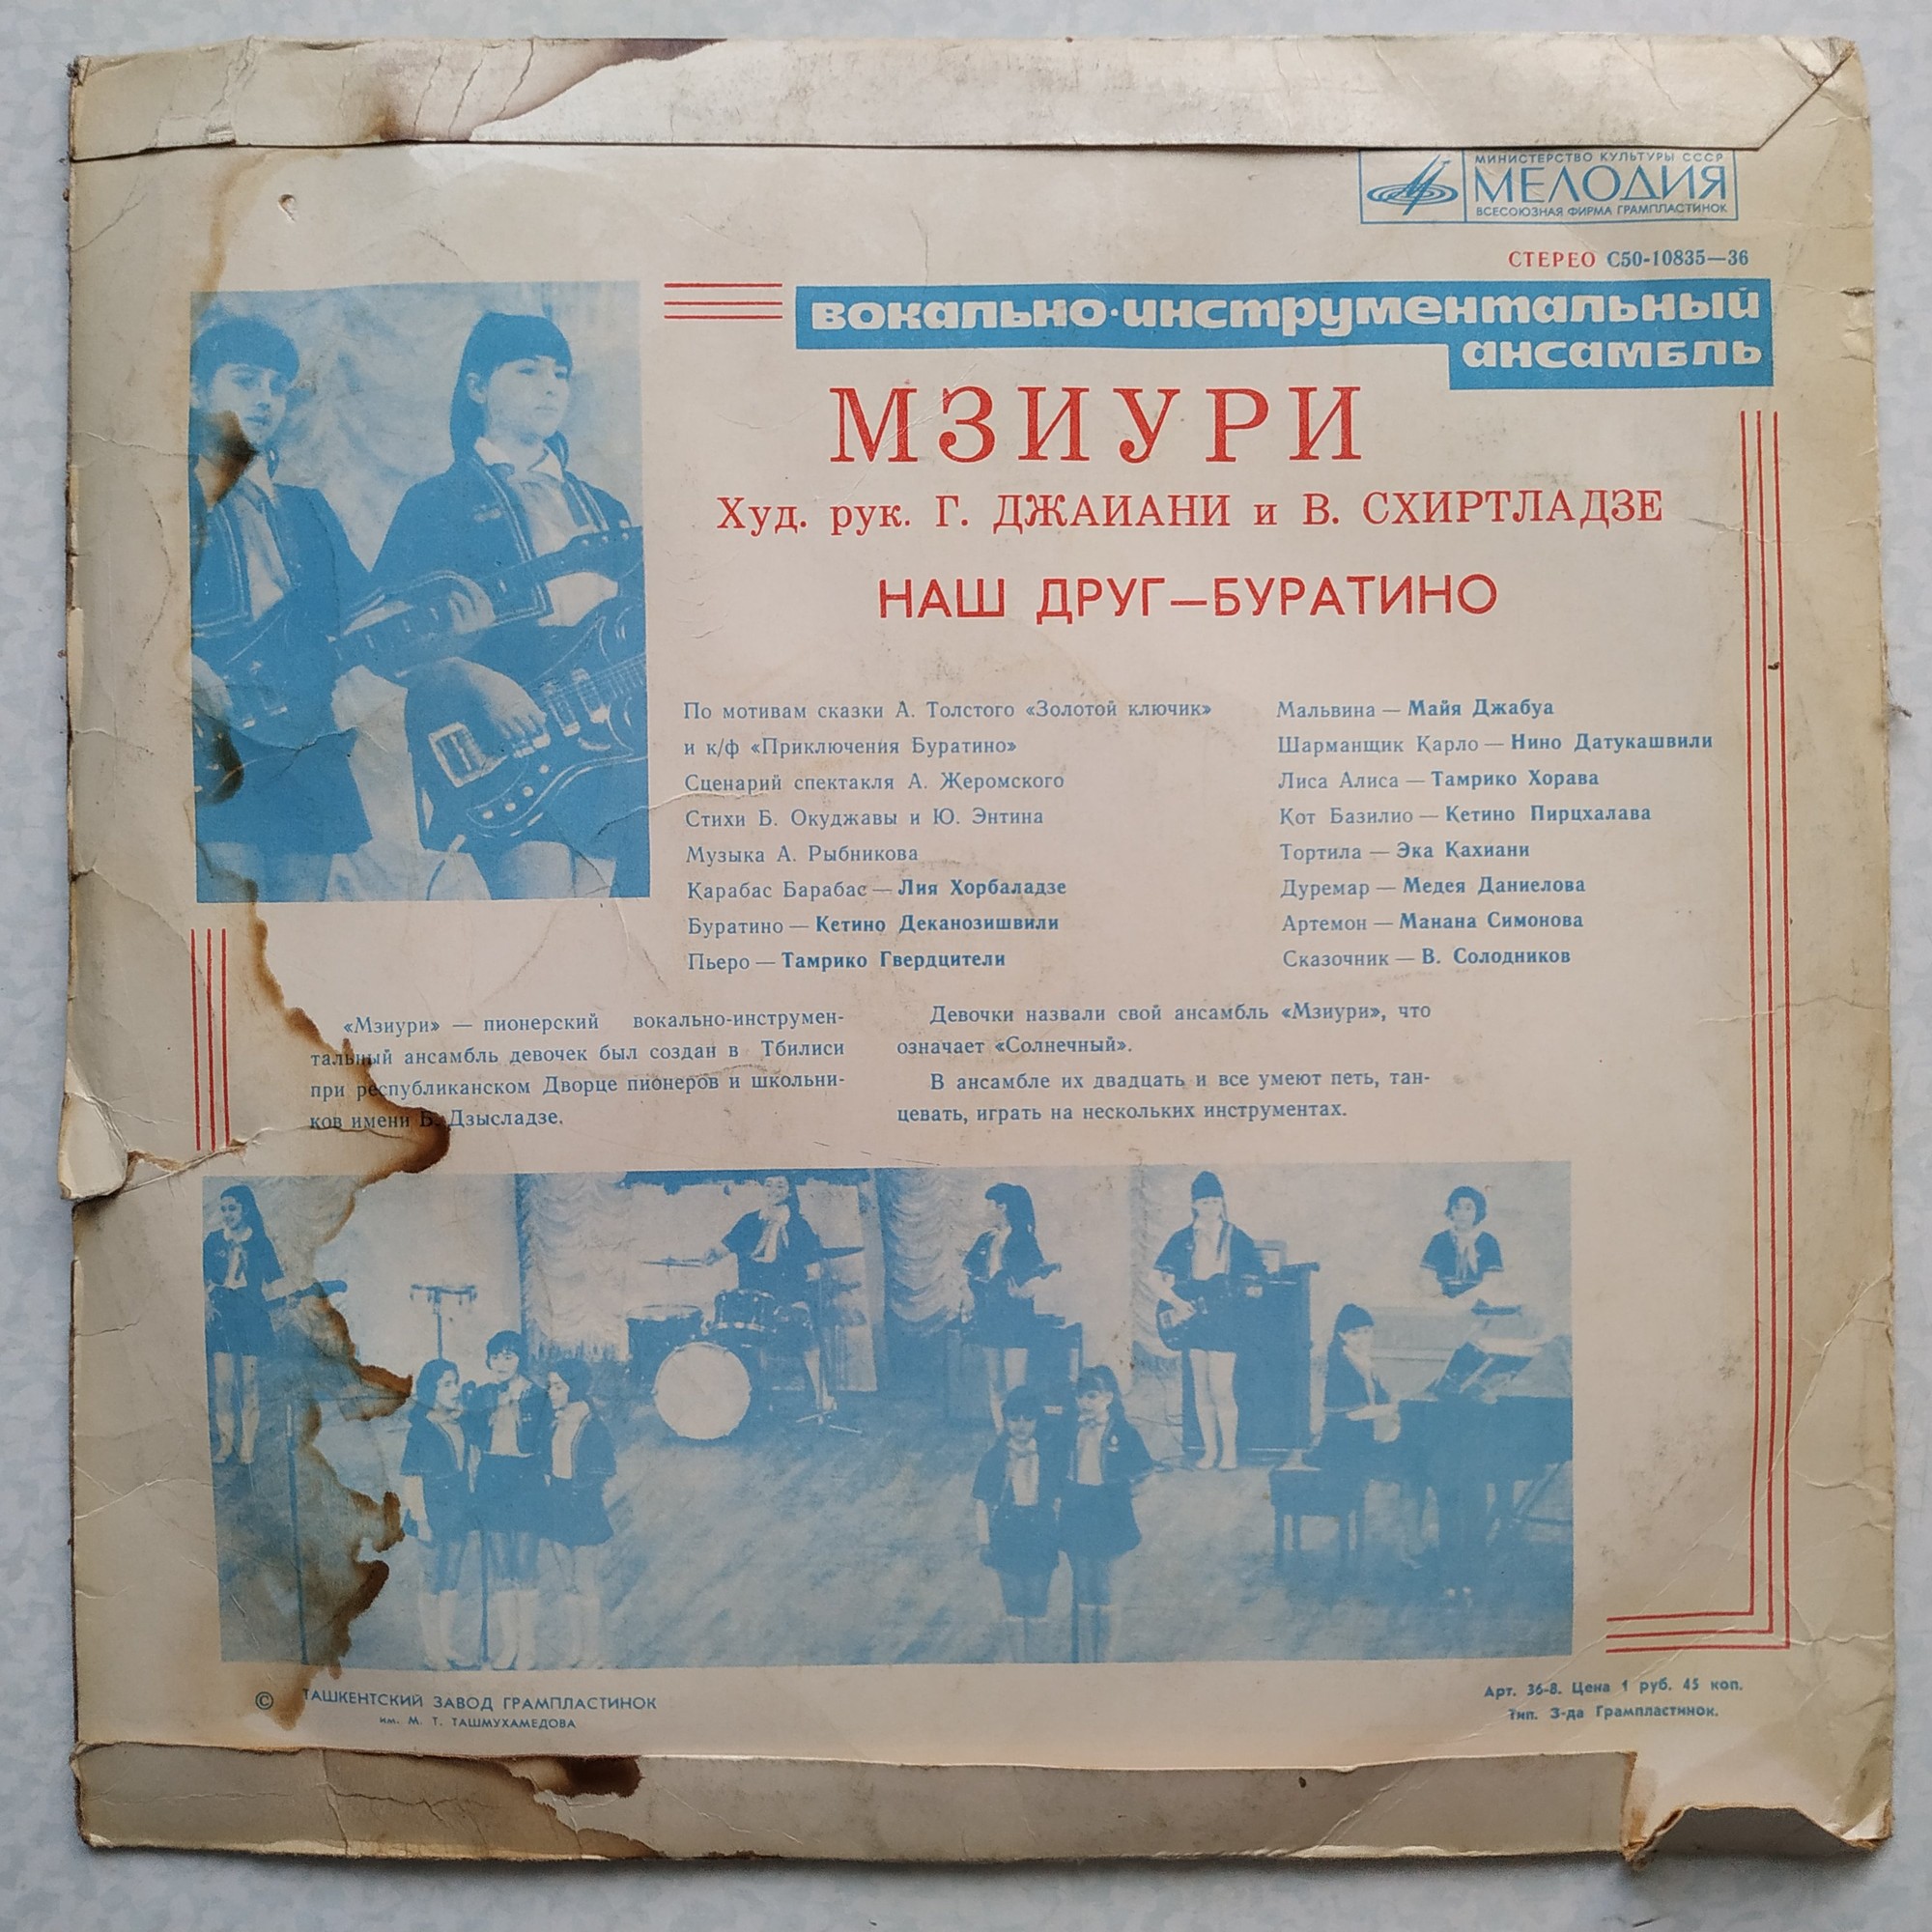 МИНИСТЕРСТВО КУЛЬТУРЫ СССР
МЕЛОДИЯ
ВСЕСОЮЗНАЯ ФИРМА ГРАМПЛАСТИНОК
СТЕРЕО С50-10835—36
вокально-инструментальный
ансамбль
МЗИУРИ
Худ. рук. Г. ДЖАИАНИ и В. СХИРТЛАДЗЕ
НАШ ДРУГ—БУРАТИНО
По мотивам сказки А. Толстого «Золотой ключик»
и к/ф «Приключения Буратино»
Сценарий спектакля А. Жеромского
Стихи Б. Окуджавы и Ю. Энтина
Музыка А. Рыбникова
Карабас Барабас — Лия Хорбаладзе
Буратино — Кетино Деканозишвили
Пьеро — Тамрико Гвердцители
Мальвина — Майя Джабуа
Шарманщик Карло — Нино Датукашвили
Лиса Алиса — Тамрико Хорава
Кот Базилио — Кетино Пирцхалава
Тортила — Эка Кахиани
Дуремар — Медея Даниелова
Артемон — Манана Симонова
Сказочник — В. Солодников
«Мзиури» — пионерский вокально-инструмен-
тальный ансамбль девочек был создан в Тбилиси
при республиканском Дворце пионеров и школьни-
ков имени Б. Дзысладзе.
Девочки назвали свой ансамбль «Мзиури», что
означает «Солнечный».
В ансамбле их двадцать и все умеют петь, тан-
цевать, играть на нескольких инструментах.
© ТАШКЕНТСКИЙ ЗАВОД ГРАМПЛАСТИНОК
им. М. Т. ТАШМУХАМЕДОВА
Арт. 36-8. Цена 1 руб. 45 коп.
Тип. З-да Грампластинок.